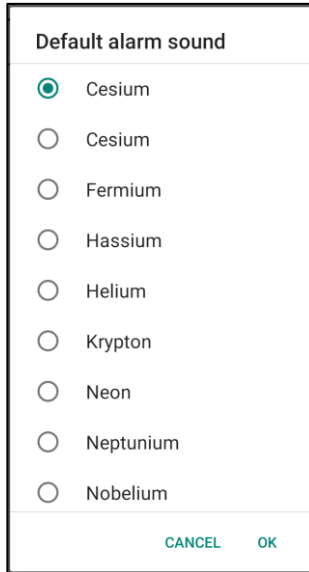 Default alarm sound
Cesium
Cesium
Fermium
Hassium
Helium
Krypton
Neon
Neptunium
Nobelium
CANCEL OK